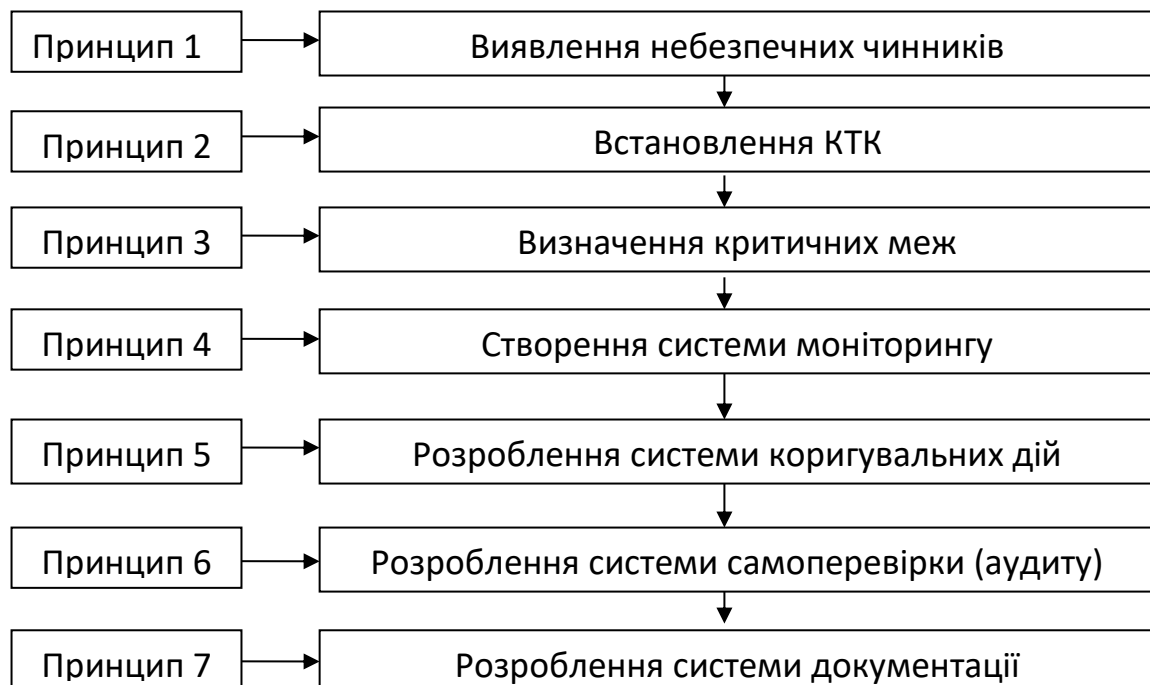 Принцип 1
Виявлення небезпечних чинників
Принцип 2
Встановлення КТК
Принцип 3
Визначення критичних меж
Принцип 4
Створення системи моніторингу
Принцип 5
Розроблення системи коригувальних дій
Принцип 6
Розроблення системи самоперевірки (аудиту)
Принцип 7
Розроблення системи документації